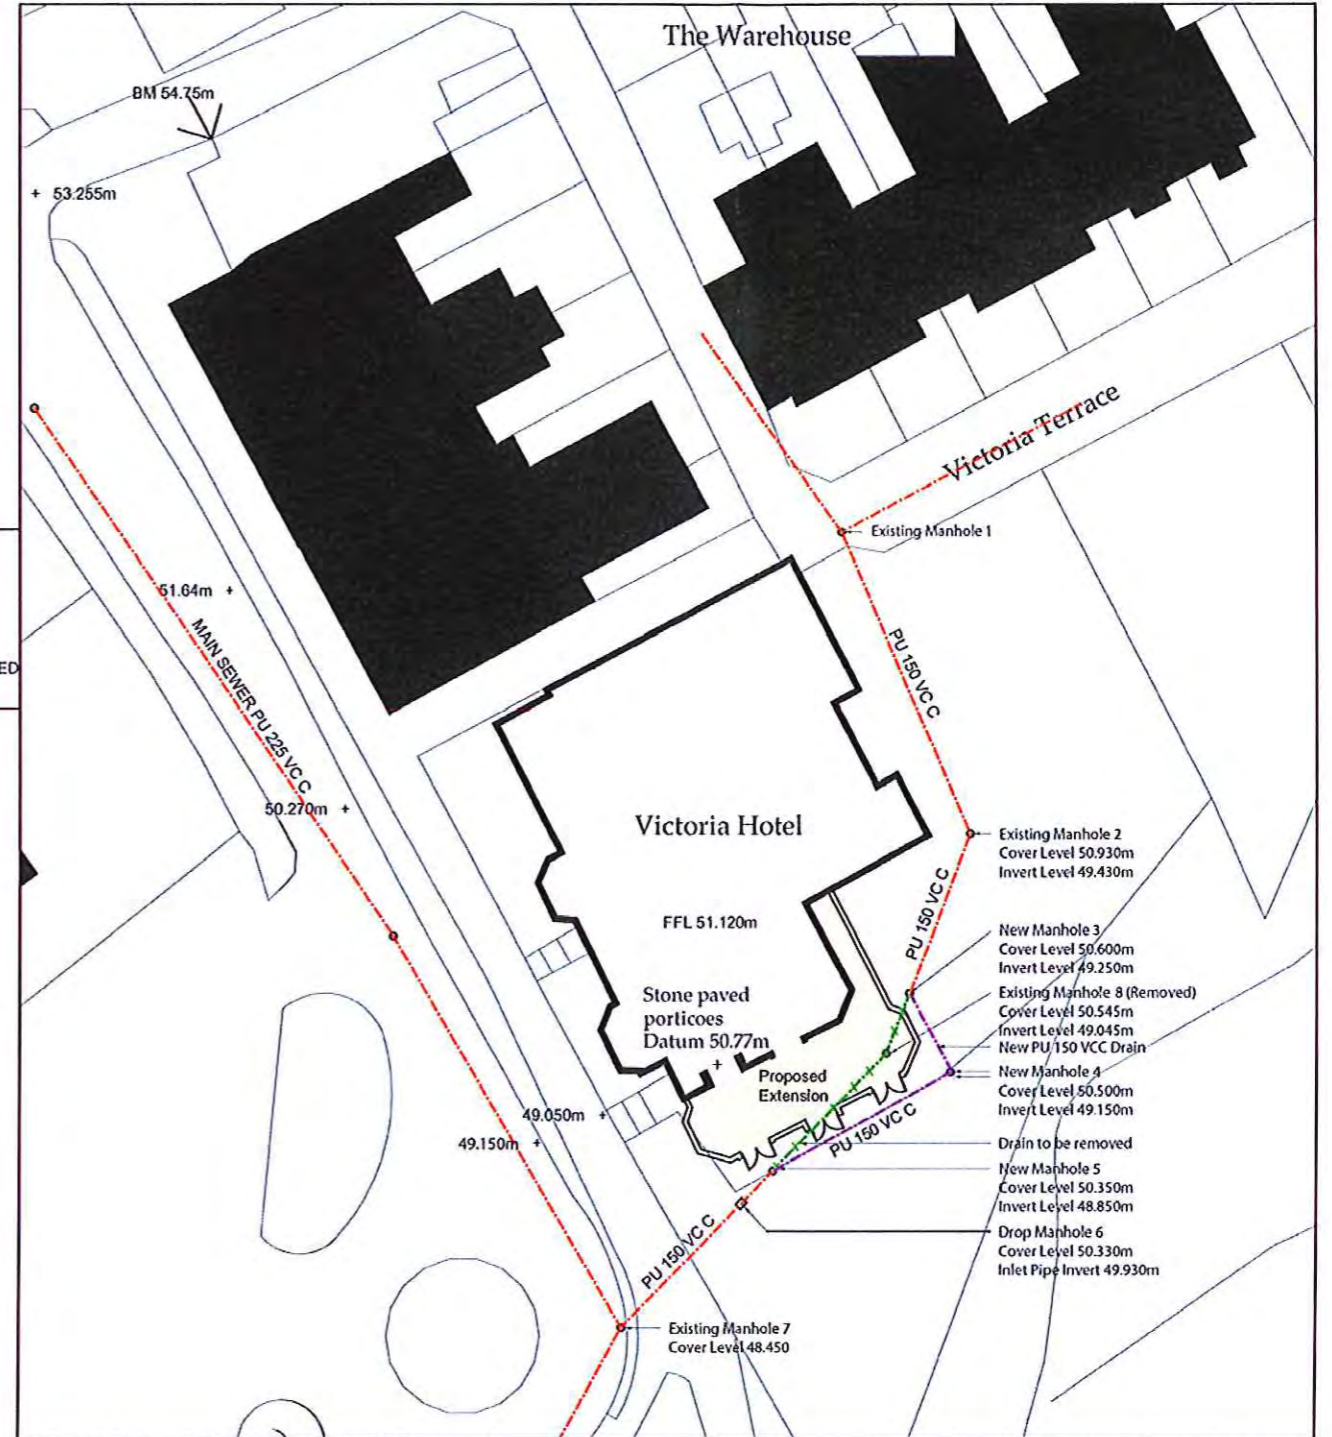 The Warehouse
BM 54.75m
53.255m
Victoria Terrace
Existing Manhole 1
51.64m
MAIN SEWER PU 225 VC C
PU 150 VC C
ED
50.270m
Victoria Hotel
Existing Manhole 2
Cover Level 50.930m
Invert Level 49.430m
PU 150 VC C
FFL 51.120m
New Manhole 3
Cover Level 50.600m
Invert Level 49.250m
Stone paved
porticoes
Datum 50.77m
Existing Manhole 8 (Removed)
Cover Level 50.545m
Invert Level 49.045m
New PU 150 VCC Drain
Proposed
Extension
New Manhole 4
Cover Level 50.500m
Invert Level 49.150m
49.050m
49.150m
PU 150 VC C
Drain to be removed
New Manhole 5
Cover Level 50.350m
Invert Level 48.850m
PU 150 VC C
Drop Manhole 6
Cover Level 50.330m
Inlet Pipe Invert 49.930m
Existing Manhole 7
Cover Level 48.450